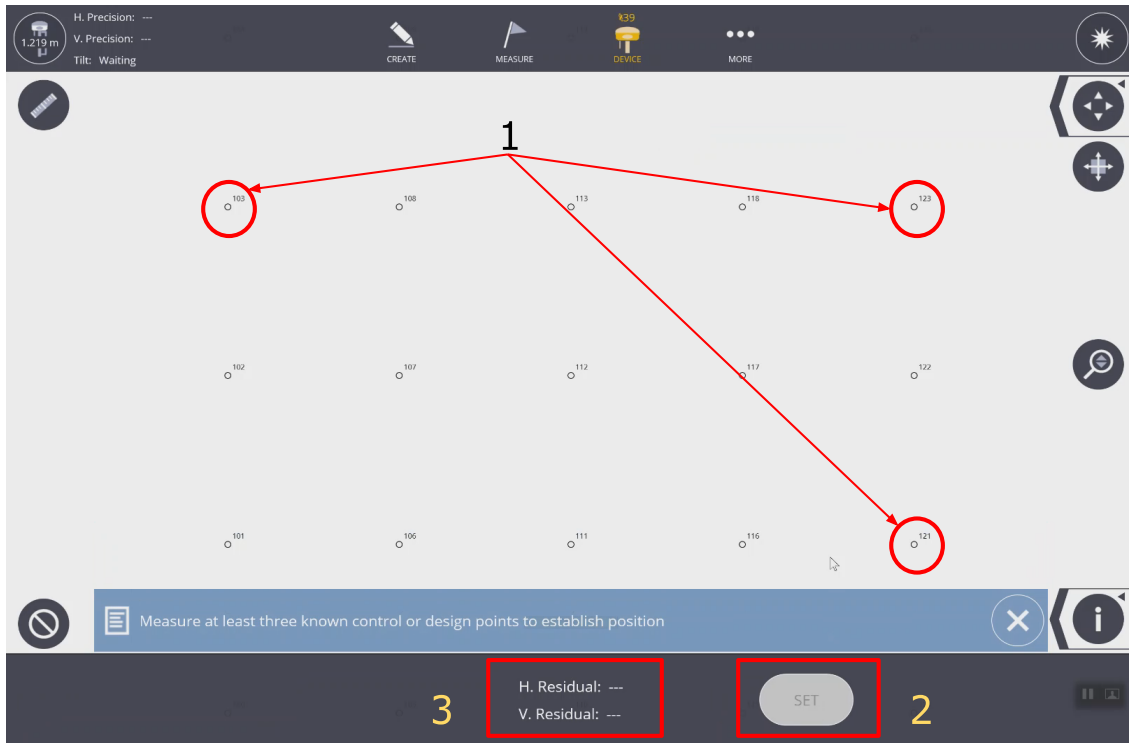 H. Precision: ---
1.219 m
V. Precision: ---
Tilt: Waiting
CREATE
MEASURE
DEVICE
MORE
1
103
108
113
118
123
102
107
112
117
122
101
106
111
116
121
Measure at least three known control or design points to establish position
i
H. Residual: ---
V. Residual: ---
3
SET
2